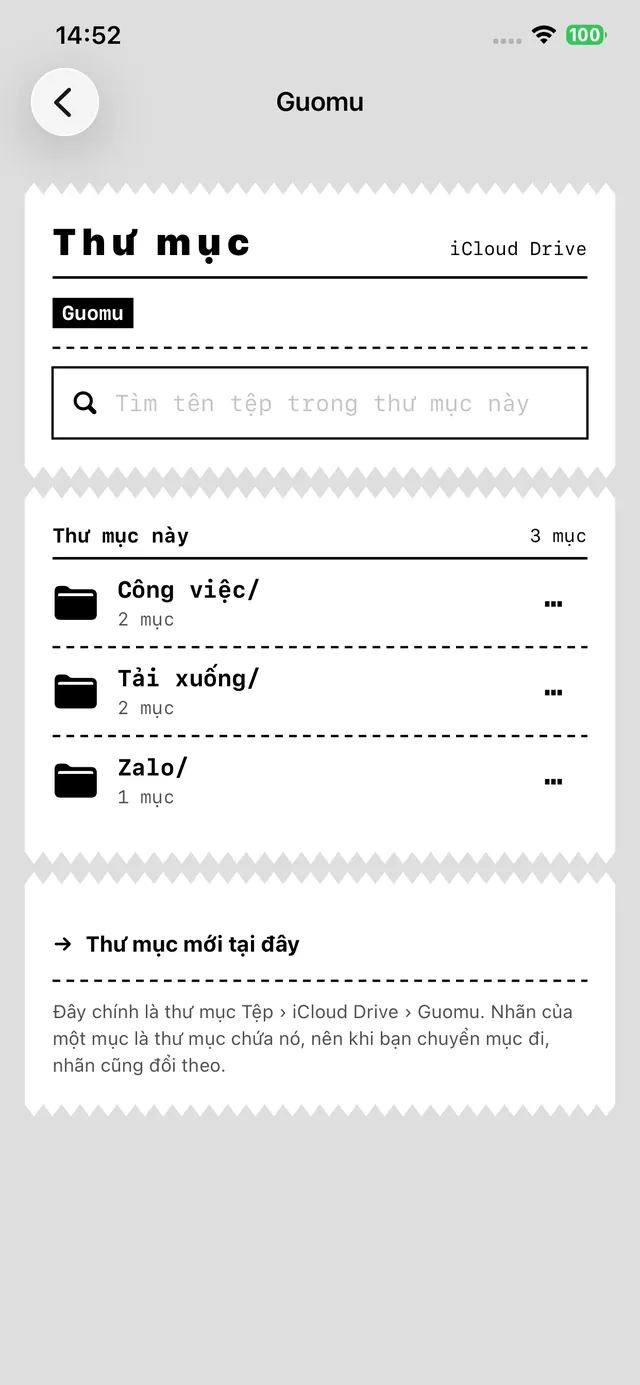 14:52
100
Guomu
Thư mục
iCloud Drive
Guomu
Tìm tên tệp trong thư mục này
Thư mục này
3 mục
Công việc/
2 mục
Tải xuống/
2 mục
Zalo/
1 mục
→ Thư mục mới tại đây
Đây chính là thư mục Tệp › iCloud Drive › Guomu. Nhãn của
một mục là thư mục chứa nó, nên khi bạn chuyển mục đi,
nhãn cũng đổi theo.